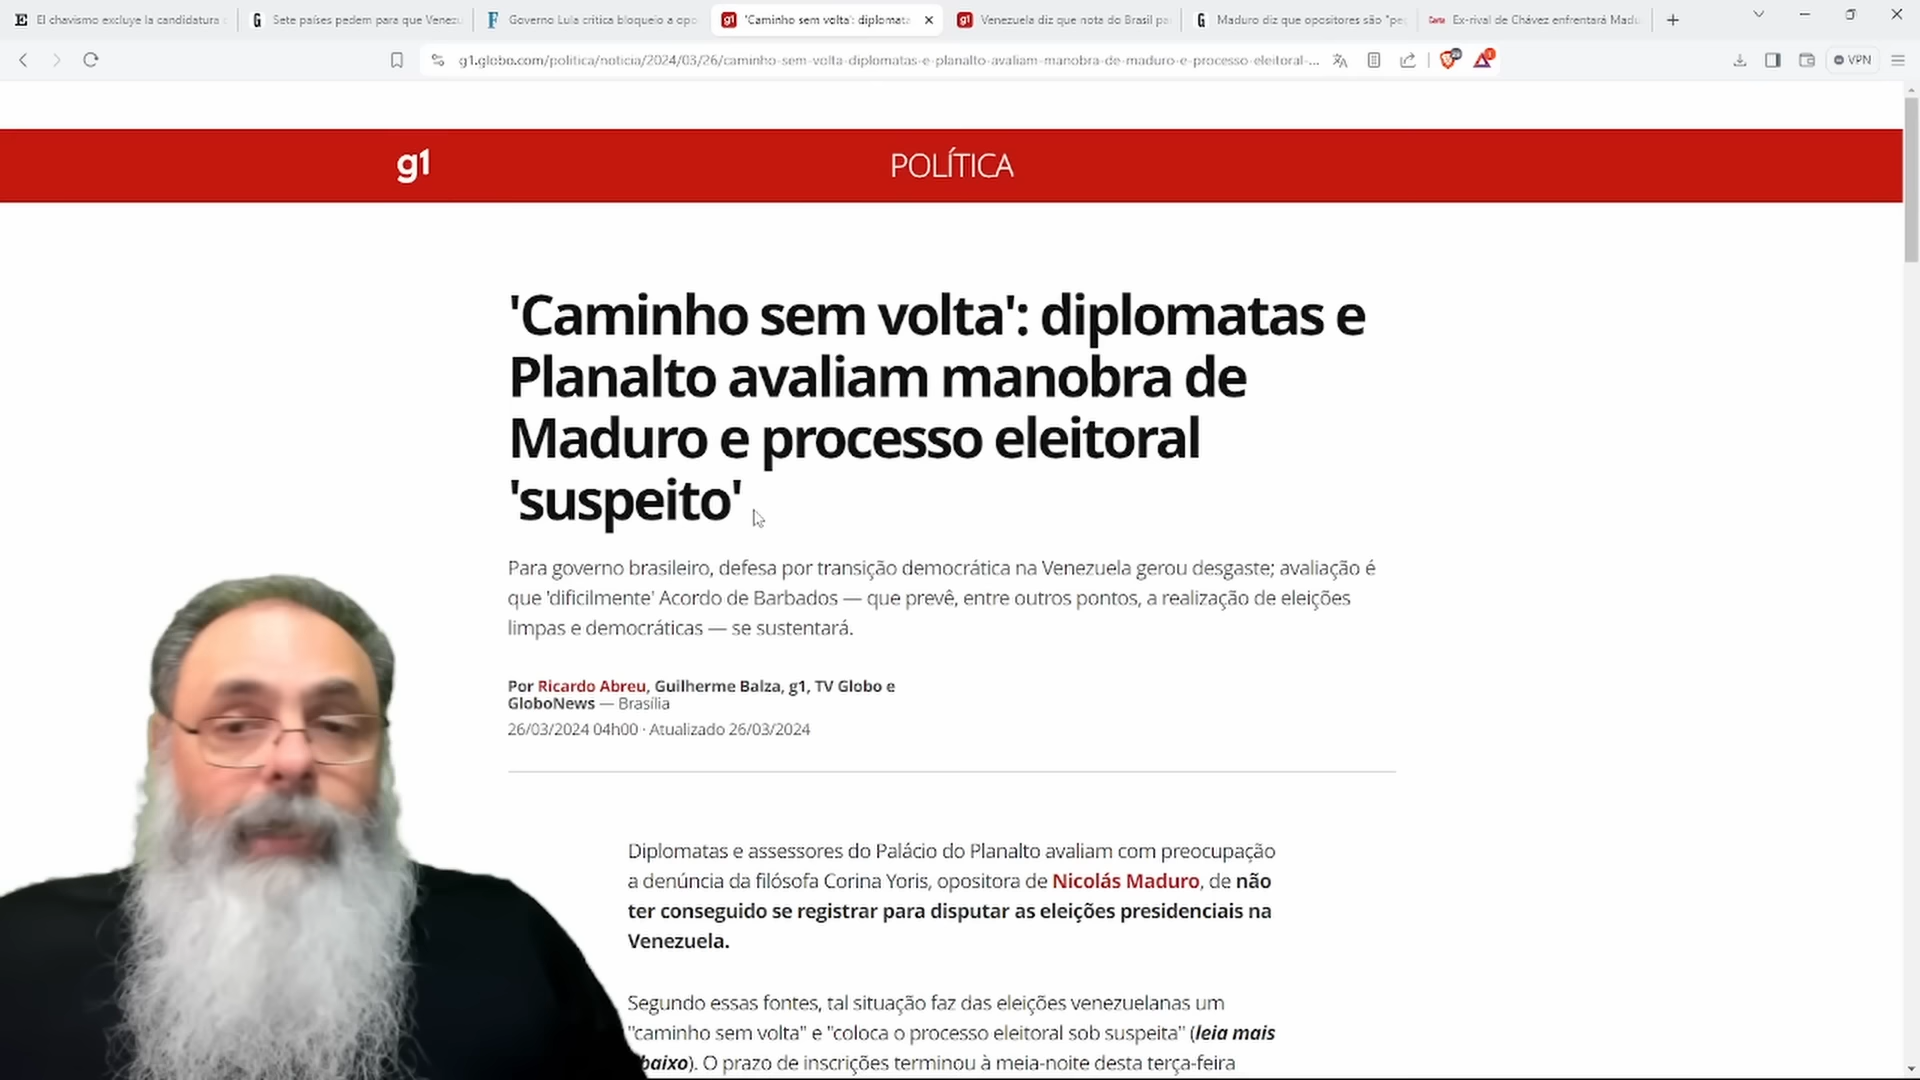 El chavismo excluye la candidatura
Sete países pedem para que Venezu
Governo Lula critica bloqueio a opo
'Caminho sem volta': diplomata
Venezuela diz que nota do Brasil pa
Maduro diz que opositores são "pe
Ex-rival de Chávez enfrentará Madu
g1.globo.com/politica/noticia/2024/03/26/caminho-sem-volta-diplomatas-e-planalto-avaliam-manobra-de-maduro-e-processo-eleitoral-...
VPN
g1
POLÍTICA
'Caminho sem volta': diplomatas e
Planalto avaliam manobra de
Maduro e processo eleitoral
'suspeito'
Para governo brasileiro, defesa por transição democrática na Venezuela gerou desgaste; avaliação é
que 'dificilmente' Acordo de Barbados — que prevê, entre outros pontos, a realização de eleições
limpas e democráticas — se sustentará.
Por Ricardo Abreu, Guilherme Balza, g1, TV Globo e
GloboNews — Brasília
26/03/2024 04h00 · Atualizado 26/03/2024
Diplomatas e assessores do Palácio do Planalto avaliam com preocupação
a denúncia da filósofa Corina Yoris, opositora de Nicolás Maduro, de não
ter conseguido se registrar para disputar as eleições presidenciais na
Venezuela.
Segundo essas fontes, tal situação faz das eleições venezuelanas um
"caminho sem volta" e "coloca o processo eleitoral sob suspeita" (leia mais
baixo). O prazo de inscrições terminou à meia-noite desta terça-feira